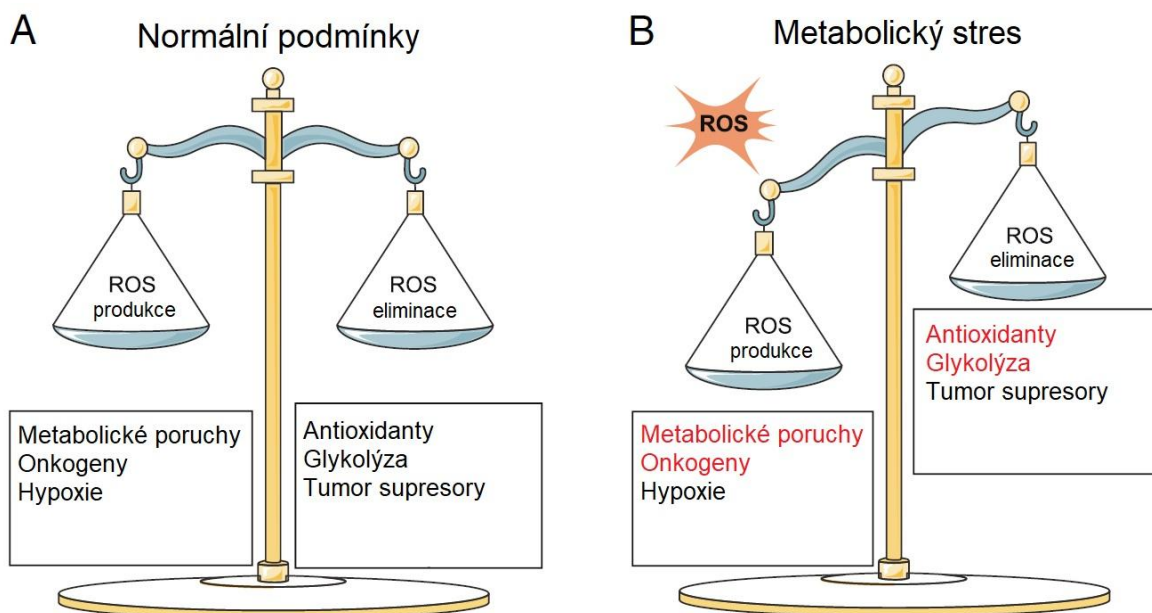 A
Normální podmínky
ROS
produkce
ROS
eliminace
Metabolické poruchy
Onkogeny
Hypoxie
Antioxidanty
Glykolýza
Tumor supresory
B
Metabolický stres
ROS
ROS
eliminace
ROS
produkce
Antioxidanty
Glykolýza
Tumor supresory
Metabolické poruchy
Onkogeny
Hypoxie